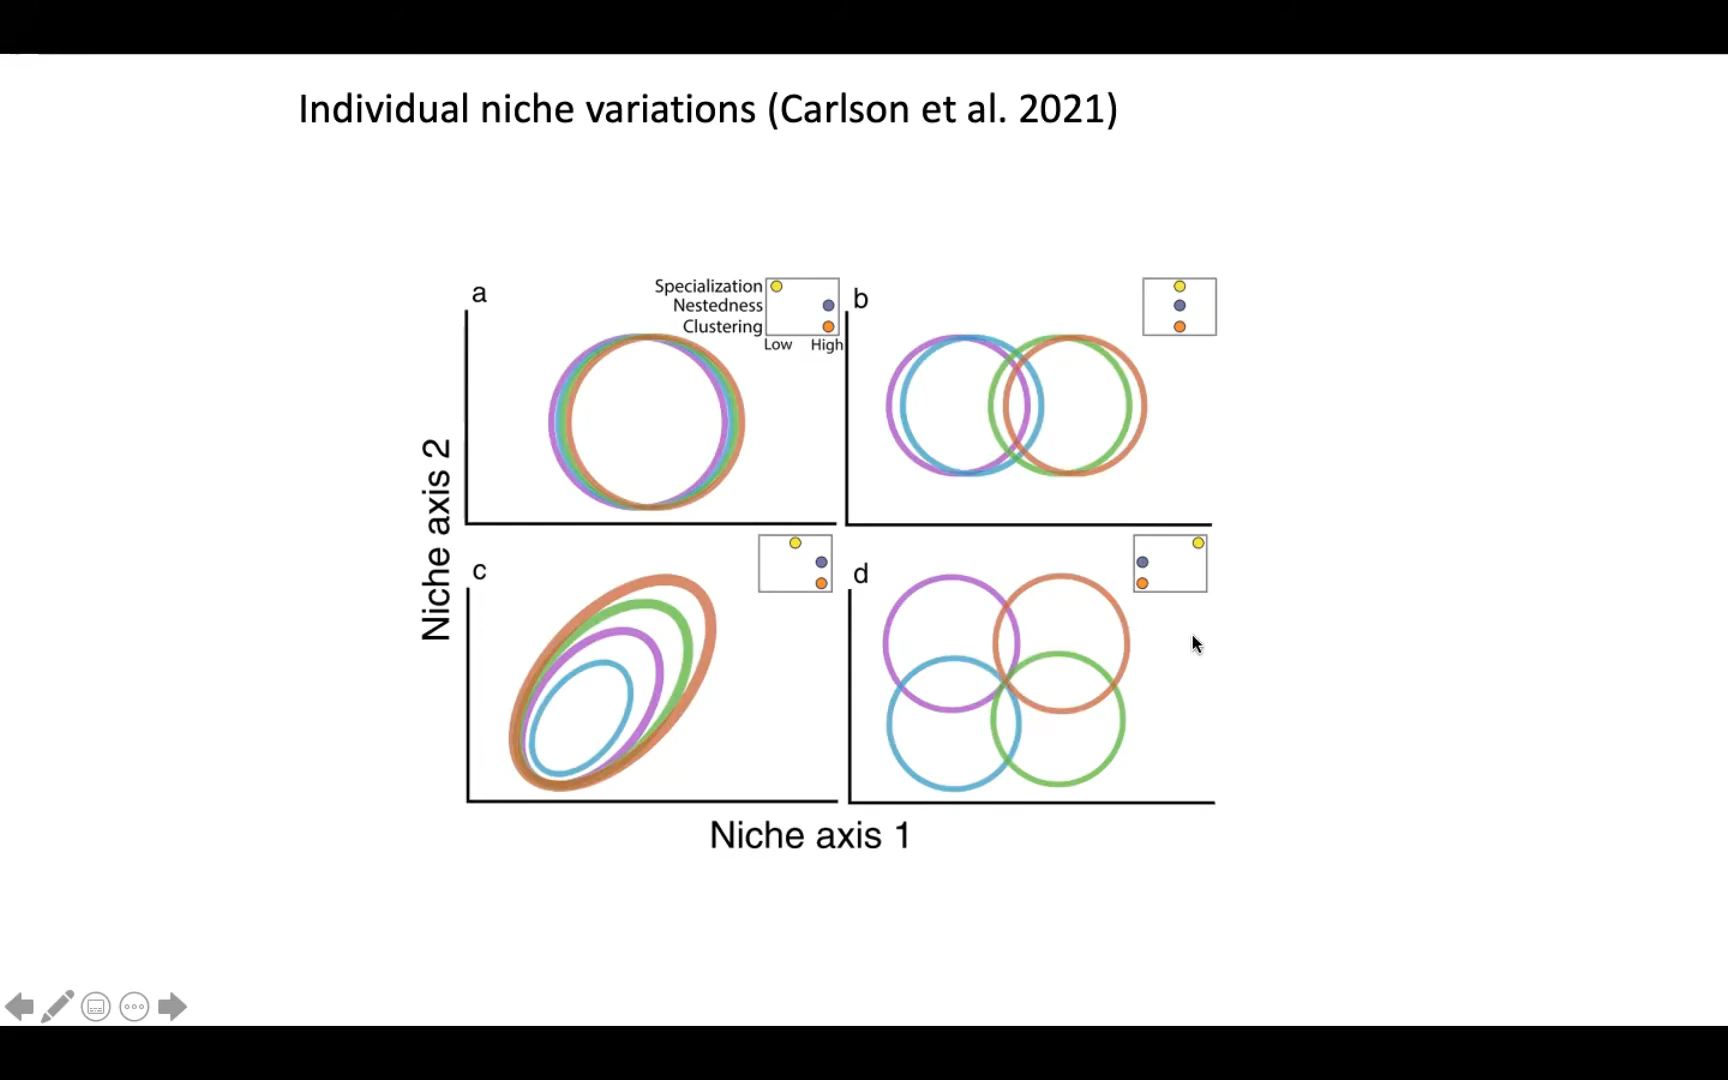 Individual niche variations (Carlson et al. 2021)
a
Specialization
Nestedness
Clustering
Low High
b
c
d
Niche axis 2
Niche axis 1